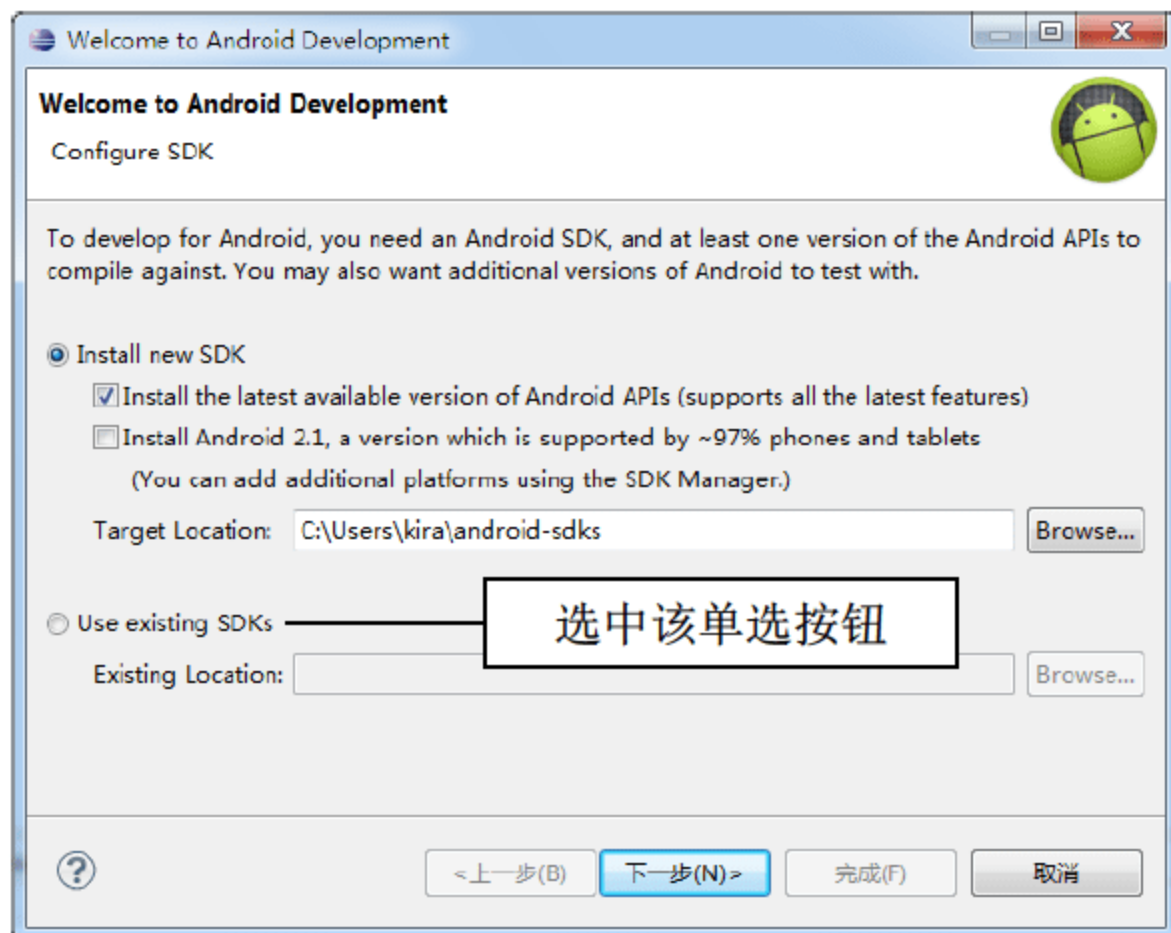 Welcome to Android Development
Welcome to Android Development
Configure SDK
To develop for Android, you need an Android SDK, and at least one version of the Android APIs to
compile against. You may also want additional versions of Android to test with.
Install new SDK
Install the latest available version of Android APIs (supports all the latest features)
Install Android 2.1, a version which is supported by ~97% phones and tablets
(You can add additional platforms using the SDK Manager.)
Target Location: C:\Users\kira\android-sdks Browse...
Use existing SDKs 选中该单选按钮
Existing Location: Browse...
<上一步(B) 下一步(N)> 完成(F) 取消